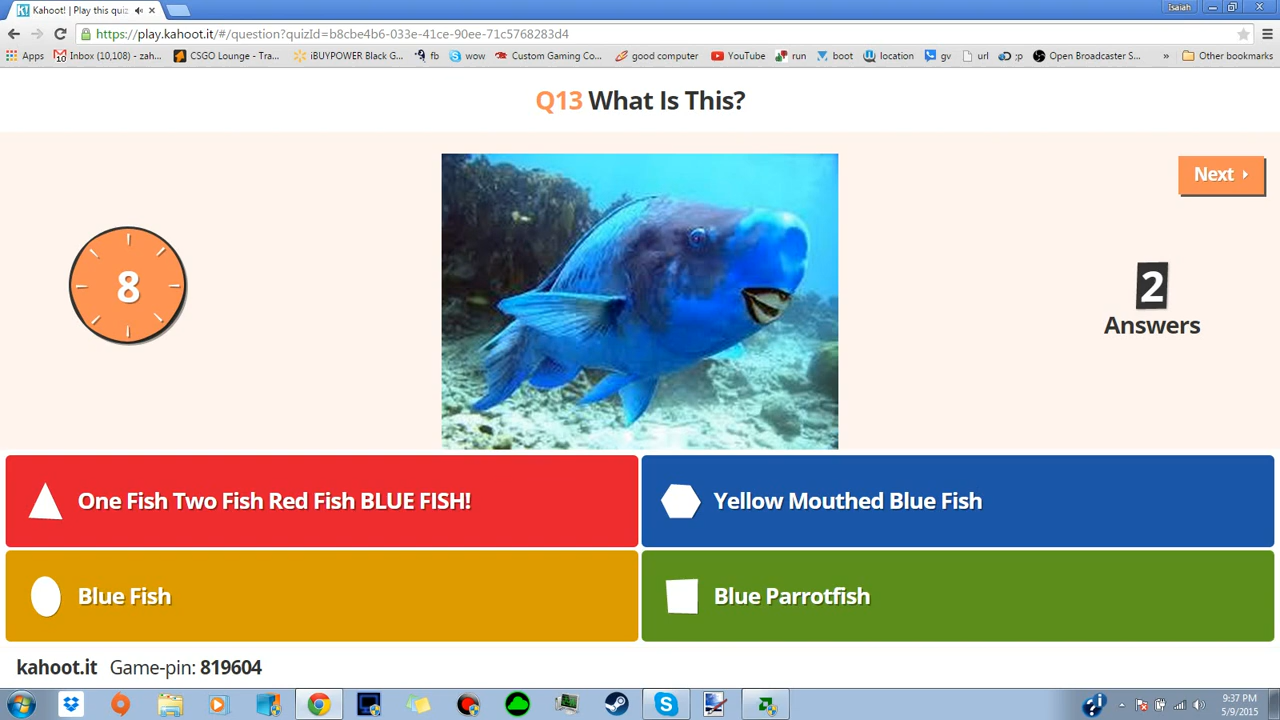 Kahoot! | Play this quiz
Isaiah
https://play.kahoot.it/#/question?quizId=b8cbe4b6-033e-41ce-90ee-71c5768283d4
Apps
Inbox (10,108) - zah...
CSGO Lounge - Tra...
iBUYPOWER Black G...
fb
wow
Custom Gaming Co...
good computer
YouTube
run
boot
location
gv
url
;p
Open Broadcaster S...
»
Other bookmarks
Q13 What Is This?
Next
8
2
Answers
One Fish Two Fish Red Fish BLUE FISH!
Yellow Mouthed Blue Fish
Blue Fish
Blue Parrotfish
kahoot.it Game-pin: 819604
9:37 PM
5/9/2015